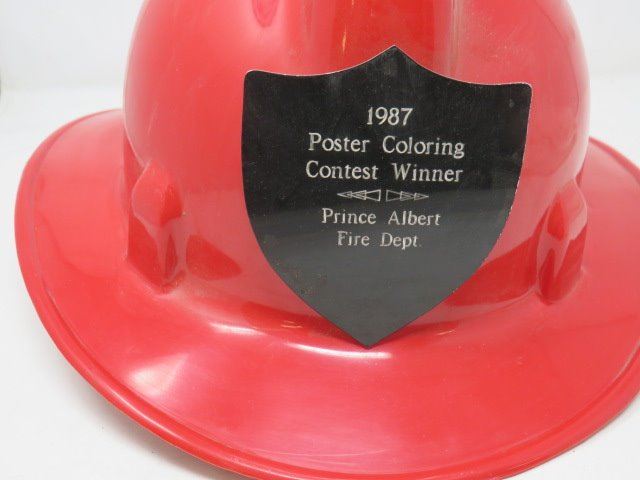 1987
Poster Coloring
Contest Winner
Prince Albert
Fire Dept.